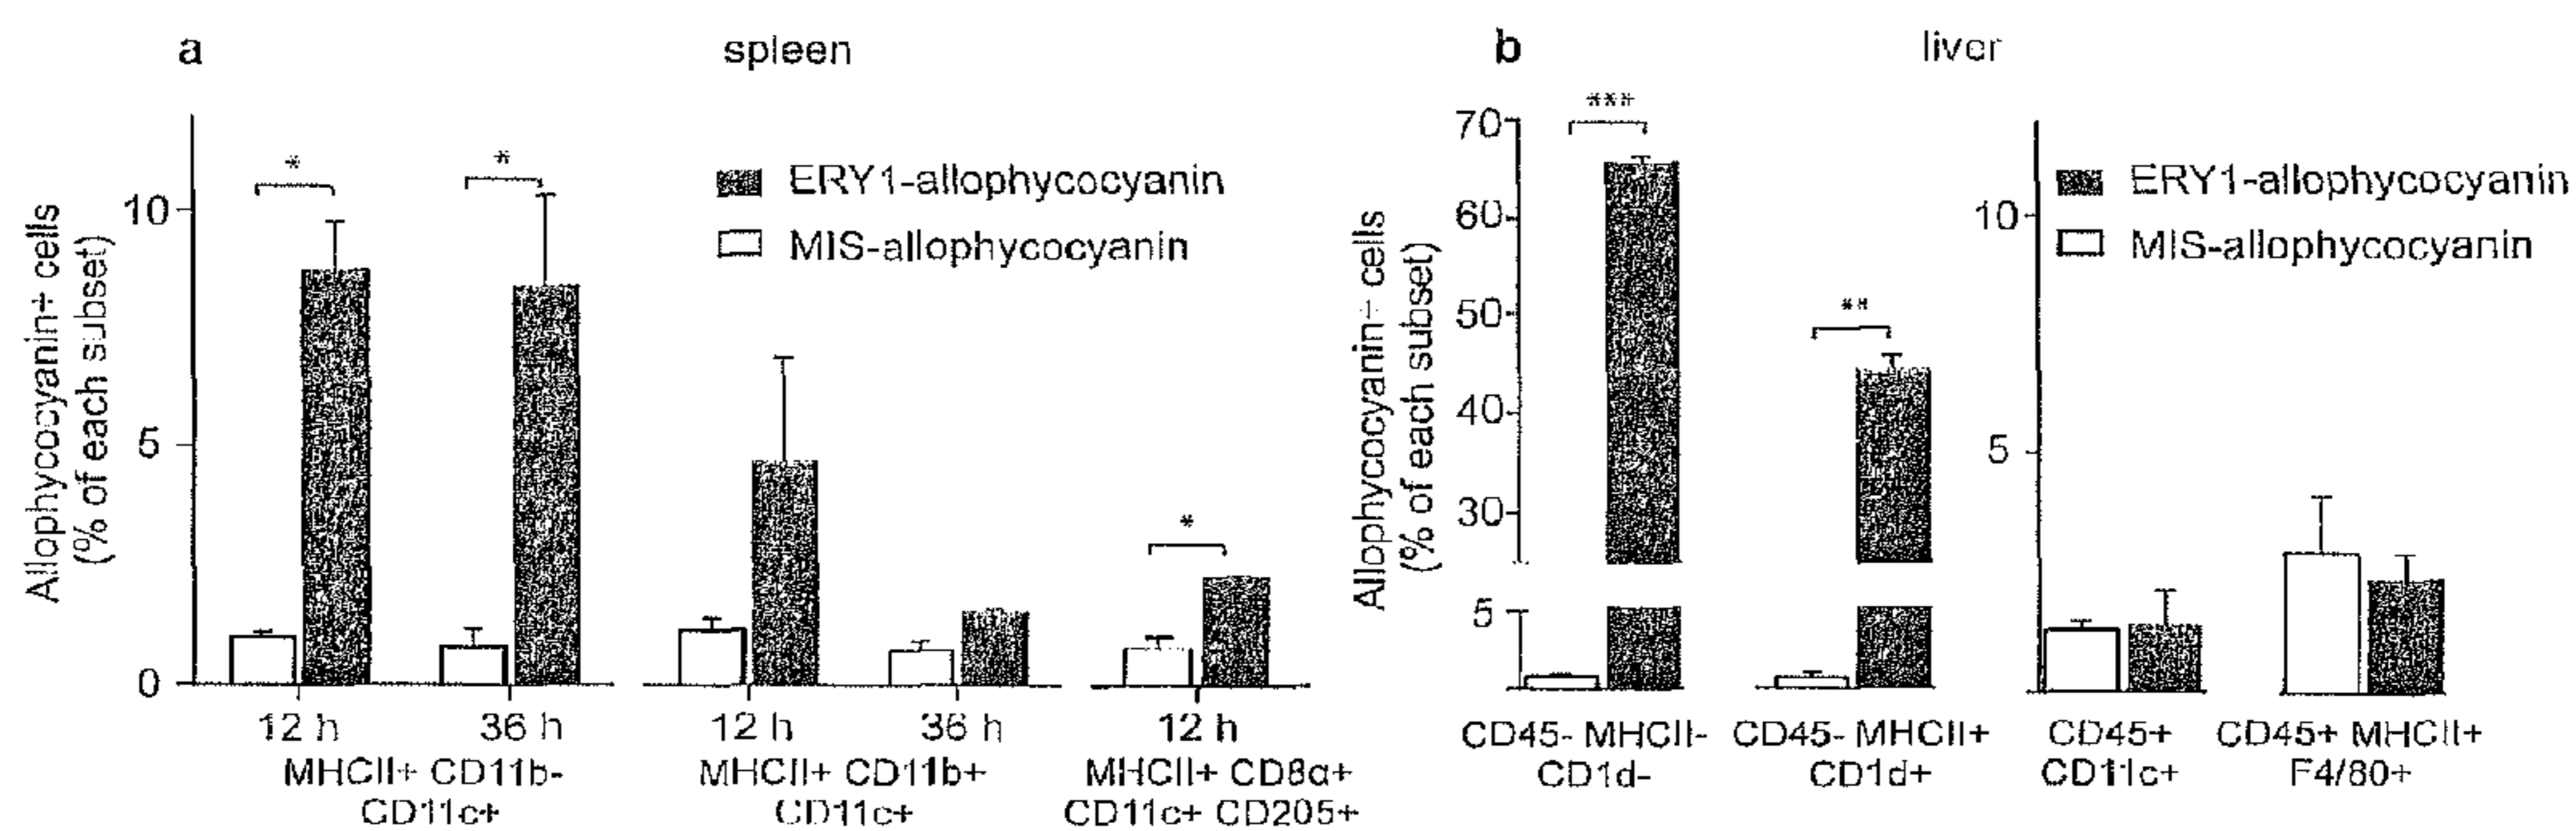 a
spleen
Allophycocyanin+ cells
(% of each subset)
10
5
0
*
*
*
ERY1-allophycocyanin
MIS-allophycocyanin
12 h
36 h
MHCII+ CD11b-
CD11c+
12 h
36 h
MHCII+ CD11b+
CD11c+
12 h
MHCII+ CD8α+
CD11c+ CD205+
b
liver
Allophycocyanin+ cells
(% of each subset)
70
60
50
40
30
5
***
**
10
5
ERY1-allophycocyanin
MIS-allophycocyanin
CD45- MHCII-
CD1d-
CD45- MHCII+
CD1d+
CD45+
CD11c+
CD45+ MHCII+
F4/80+